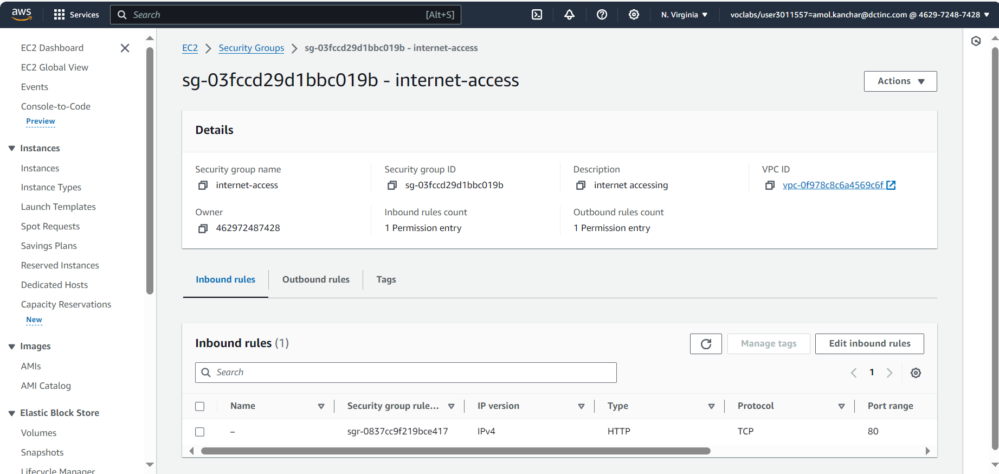 aws
Services
Search [Alt+S]
N. Virginia
voclabs/user3011557=amol.kanchar@dctinc.com @ 4629-7248-7428
EC2 Dashboard
EC2 Global View
Events
Console-to-Code
Preview
Instances
Instances
Instance Types
Launch Templates
Spot Requests
Savings Plans
Reserved Instances
Dedicated Hosts
Capacity Reservations
New
Images
AMIs
AMI Catalog
Elastic Block Store
Volumes
Snapshots
Lifecycle Manager
EC2 > Security Groups > sg-03fccd29d1bbc019b - internet-access
sg-03fccd29d1bbc019b - internet-access
Actions
Details
Security group name
internet-access
Security group ID
sg-03fccd29d1bbc019b
Description
internet accessing
VPC ID
vpc-0f978c8c6a4569c6f
Owner
462972487428
Inbound rules count
1 Permission entry
Outbound rules count
1 Permission entry
Inbound rules
Outbound rules
Tags
Inbound rules (1)
Manage tags
Edit inbound rules
Search
1
Name Security group rule... IP version Type Protocol Port range
– sgr-0837cc9f219bce417 IPv4 HTTP TCP 80